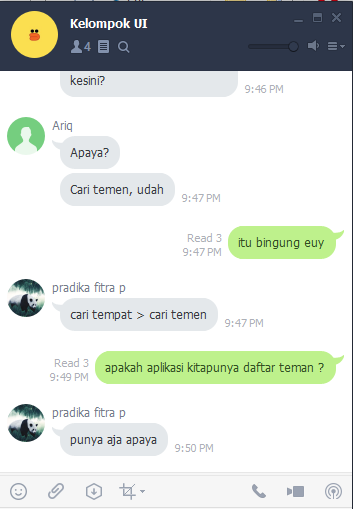 Kelompok UI
4
kesini?
9:46 PM
Ariq
Apaya?
Cari temen, udah
9:47 PM
Read 3
9:47 PM
itu bingung euy
pradika fitra p
cari tempat > cari temen
9:47 PM
Read 3
9:49 PM
apakah aplikasi kitapunya daftar teman ?
pradika fitra p
punya aja apaya
9:50 PM